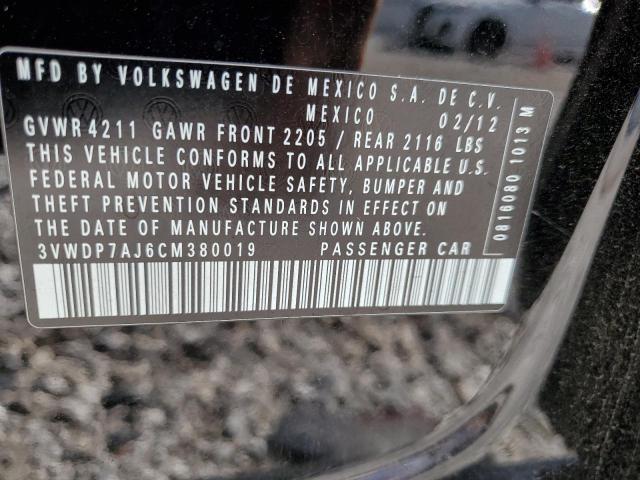 MFD BY VOLKSWAGEN DE MEXICO S.A. DE C.V.
MEXICO 02/12
GVWR 4211 GAWR FRONT 2205 / REAR 2116 LBS
THIS VEHICLE CONFORMS TO ALL APPLICABLE U.S.
FEDERAL MOTOR VEHICLE SAFETY, BUMPER AND
THEFT PREVENTION STANDARDS IN EFFECT ON
THE DATE OF MANUFACTURE SHOWN ABOVE.
3VWDP7AJ6CM380019 PASSENGER CAR
0816080 1013 M